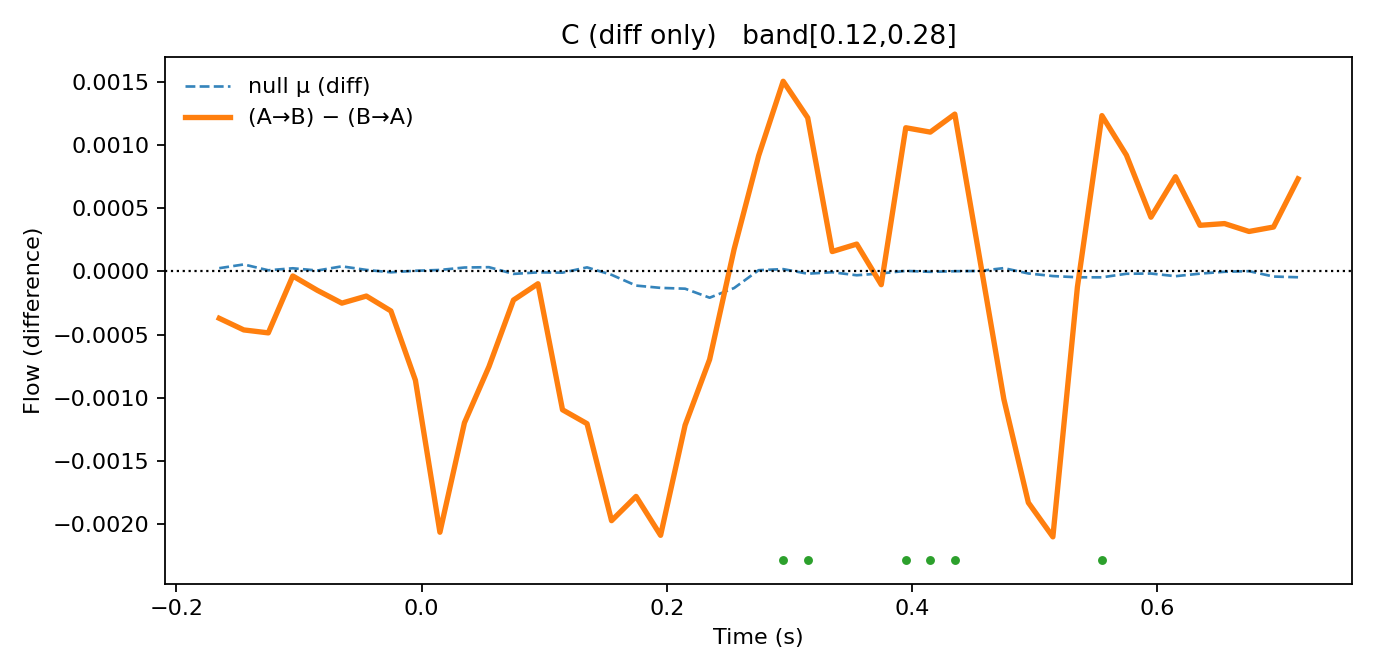 C (diff only)   band[0.12,0.28]
null μ (diff)
(A→B) − (B→A)
0.0015
0.0010
0.0005
0.0000
−0.0005
−0.0010
−0.0015
−0.0020
Flow (difference)
−0.2
0.0
0.2
0.4
0.6
Time (s)